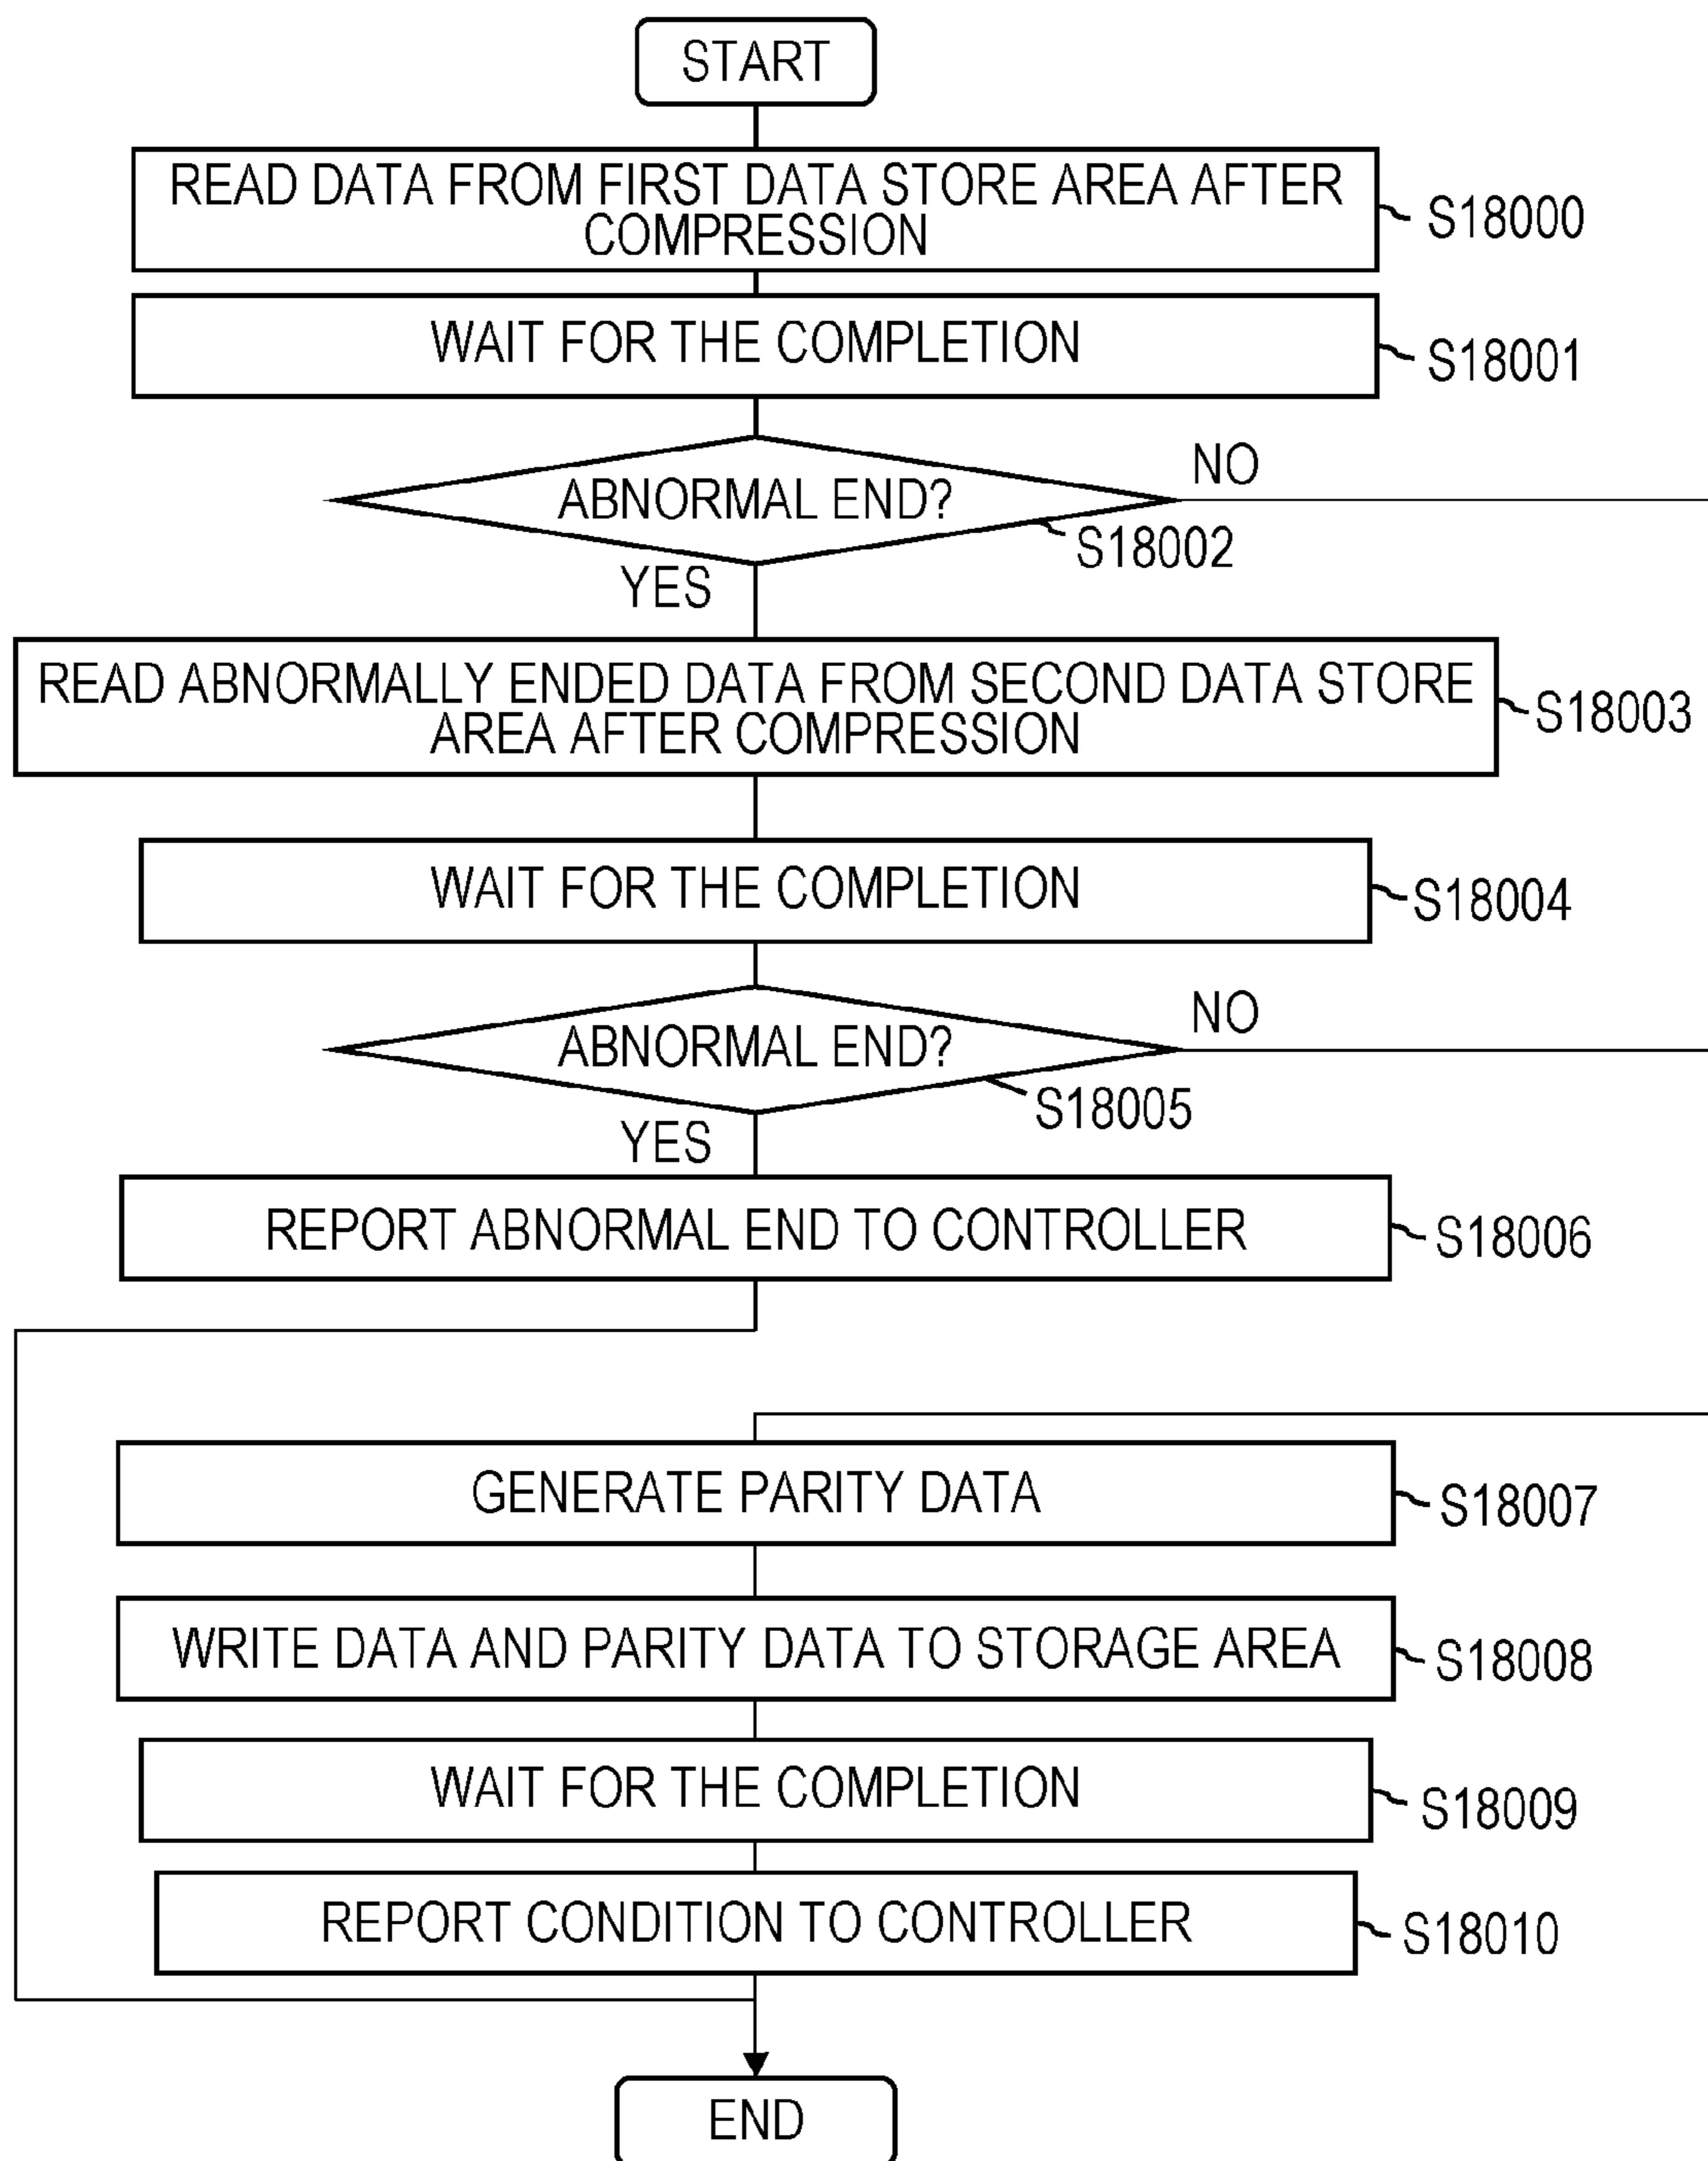 START
READ DATA FROM FIRST DATA STORE AREA AFTER
COMPRESSION
S18000
WAIT FOR THE COMPLETION
S18001
ABNORMAL END?
NO
S18002
YES
READ ABNORMALLY ENDED DATA FROM SECOND DATA STORE
AREA AFTER COMPRESSION
S18003
WAIT FOR THE COMPLETION
S18004
ABNORMAL END?
NO
S18005
YES
REPORT ABNORMAL END TO CONTROLLER
S18006
GENERATE PARITY DATA
S18007
WRITE DATA AND PARITY DATA TO STORAGE AREA
S18008
WAIT FOR THE COMPLETION
S18009
REPORT CONDITION TO CONTROLLER
S18010
END